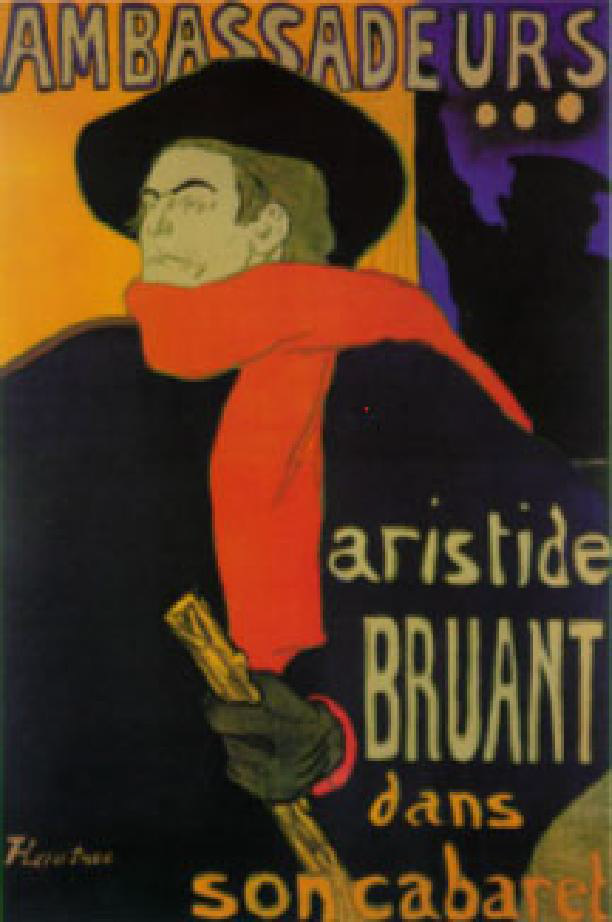 AMBASSADEURS
...
aristide
BRUANT
dans
son cabaret